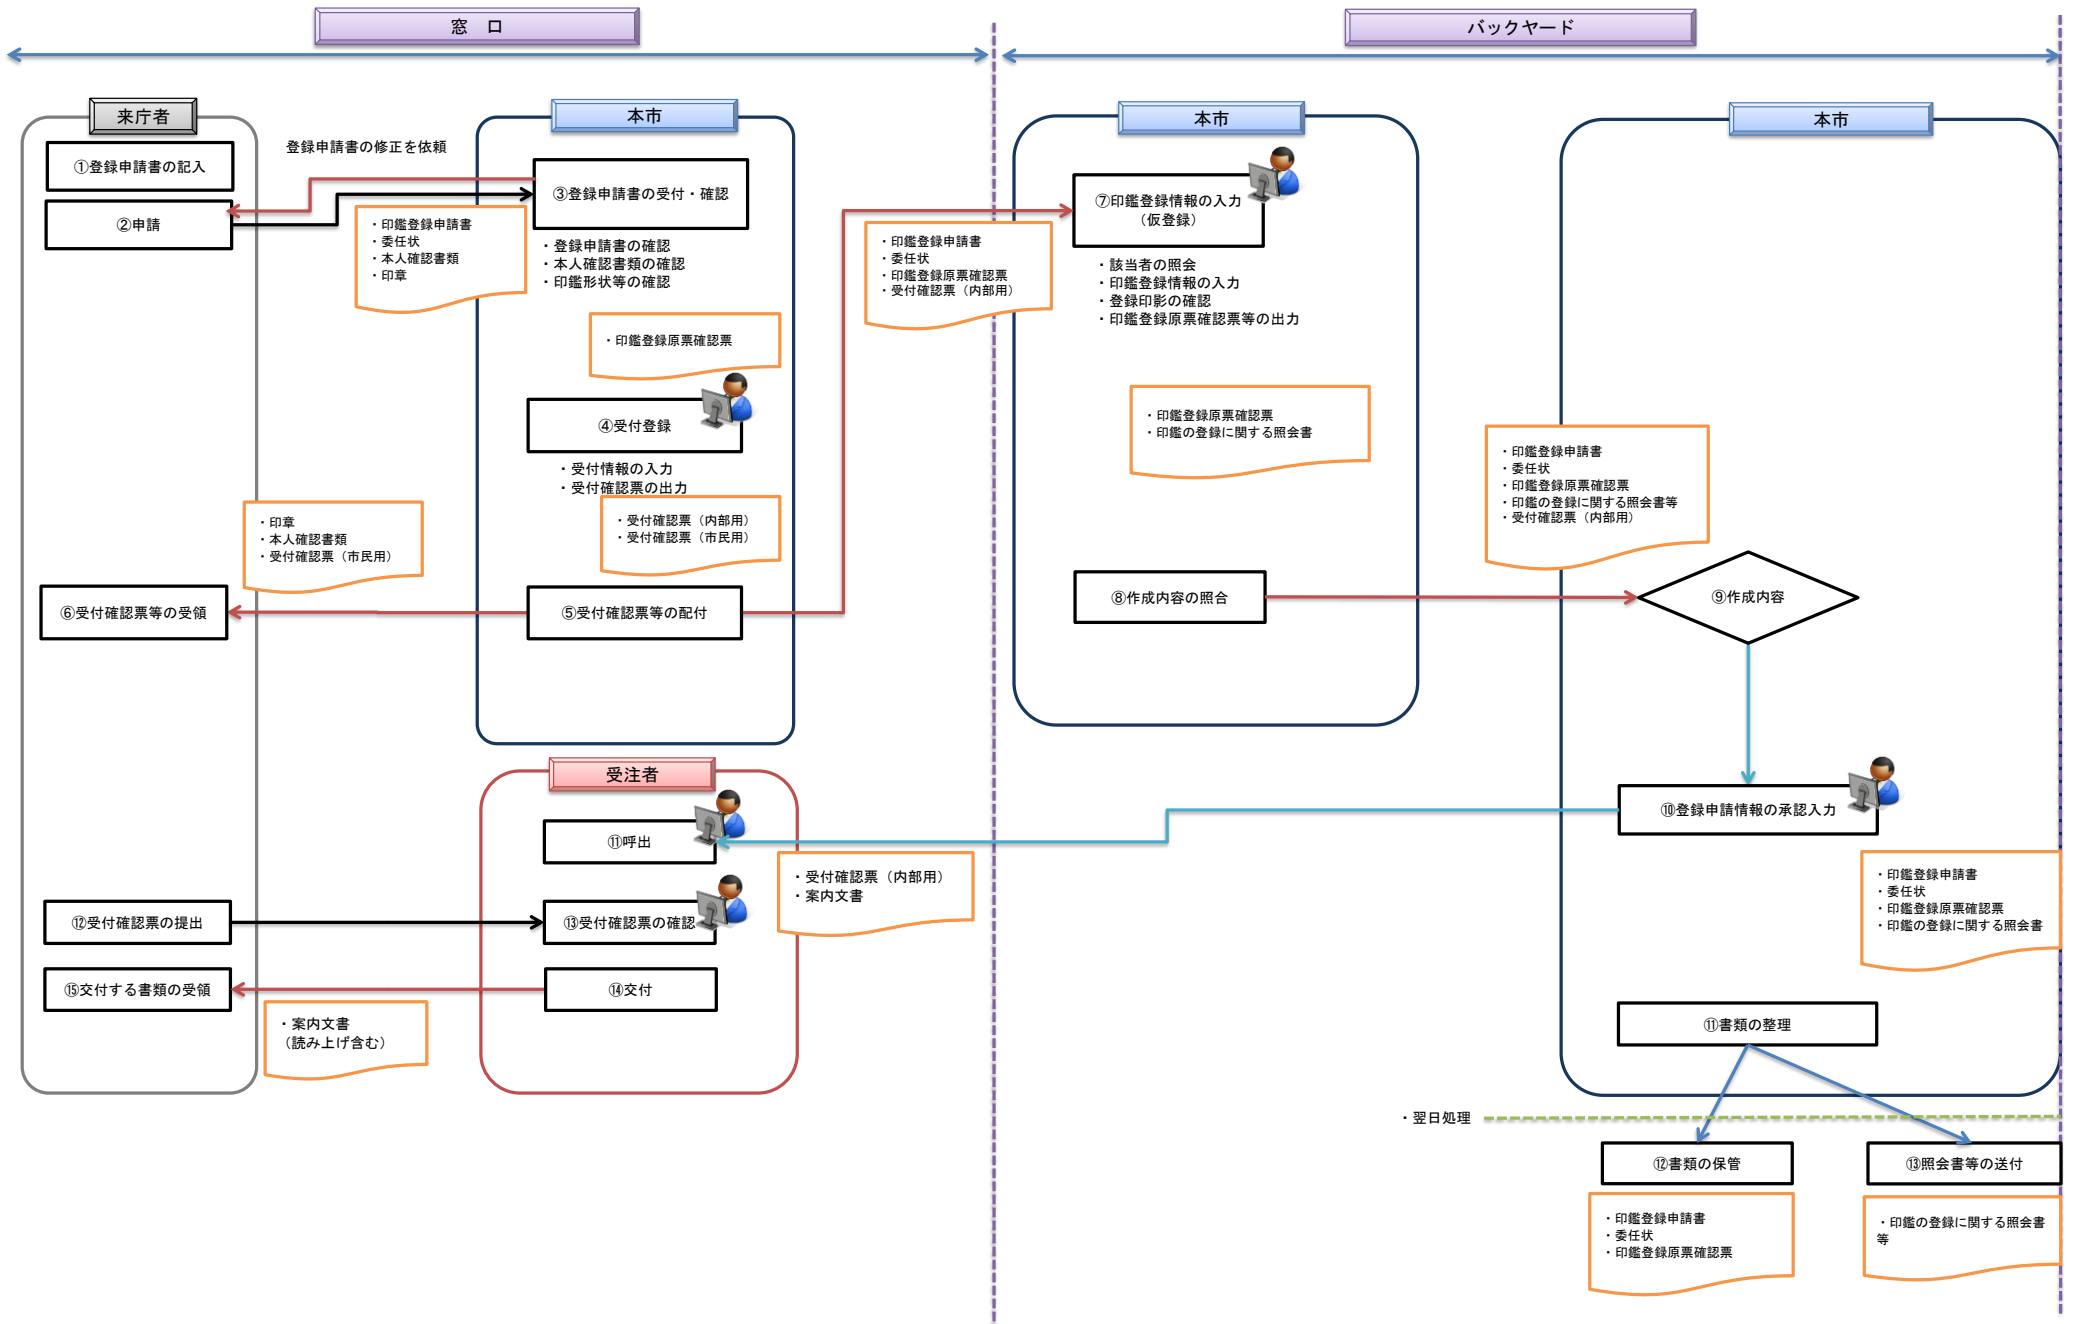 窓　口
バックヤード
来庁者
本市
本市
本市
①登録申請書の記入
登録申請書の修正を依頼
②申請
③登録申請書の受付・確認
・印鑑登録申請書
・委任状
・本人確認書類
・印章
・登録申請書の確認
・本人確認書類の確認
・印鑑形状等の確認
・印鑑登録原票確認票
④受付登録
・受付情報の入力
・受付確認票の出力
・受付確認票（内部用）
・受付確認票（市民用）
・印章
・本人確認書類
・受付確認票（市民用）
⑥受付確認票等の受領
⑤受付確認票等の配付
・印鑑登録申請書
・委任状
・印鑑登録原票確認票
・受付確認票（内部用）
⑦印鑑登録情報の入力
（仮登録）
・該当者の照会
・印鑑登録情報の入力
・登録印影の確認
・印鑑登録原票確認票等の出力
・印鑑登録原票確認票
・印鑑の登録に関する照会書
⑧作成内容の照合
・印鑑登録申請書
・委任状
・印鑑登録原票確認票
・印鑑の登録に関する照会書等
・受付確認票（内部用）
⑨作成内容
⑩登録申請情報の承認入力
受注者
⑪呼出
・受付確認票（内部用）
・案内文書
⑫受付確認票の提出
⑬受付確認票の確認
⑮交付する書類の受領
⑭交付
・案内文書
（読み上げ含む）
・印鑑登録申請書
・委任状
・印鑑登録原票確認票
・印鑑の登録に関する照会書
⑪書類の整理
・翌日処理
⑫書類の保管
⑬照会書等の送付
・印鑑登録申請書
・委任状
・印鑑登録原票確認票
・印鑑の登録に関する照会書
等